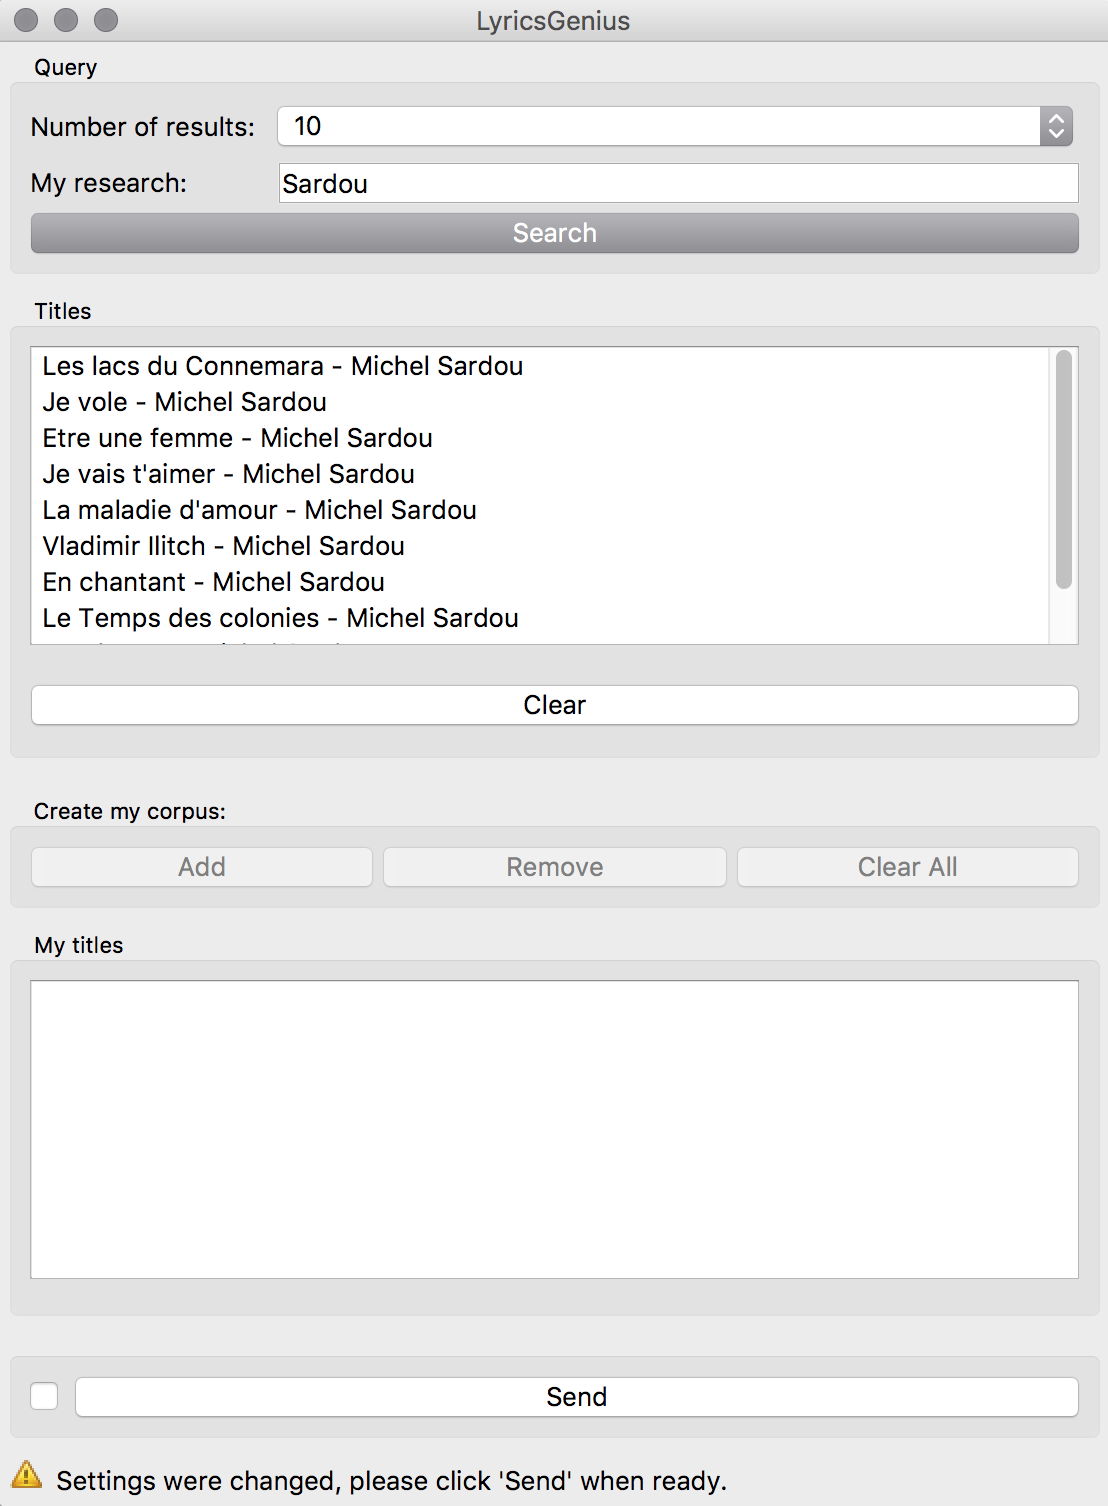 LyricsGenius
Query
Number of results: 10
My research: Sardou
Search
Titles
Les lacs du Connemara - Michel Sardou
Je vole - Michel Sardou
Etre une femme - Michel Sardou
Je vais t'aimer - Michel Sardou
La maladie d'amour - Michel Sardou
Vladimir Ilitch - Michel Sardou
En chantant - Michel Sardou
Le Temps des colonies - Michel Sardou
Clear
Create my corpus:
Add Remove Clear All
My titles
Send
Settings were changed, please click 'Send' when ready.